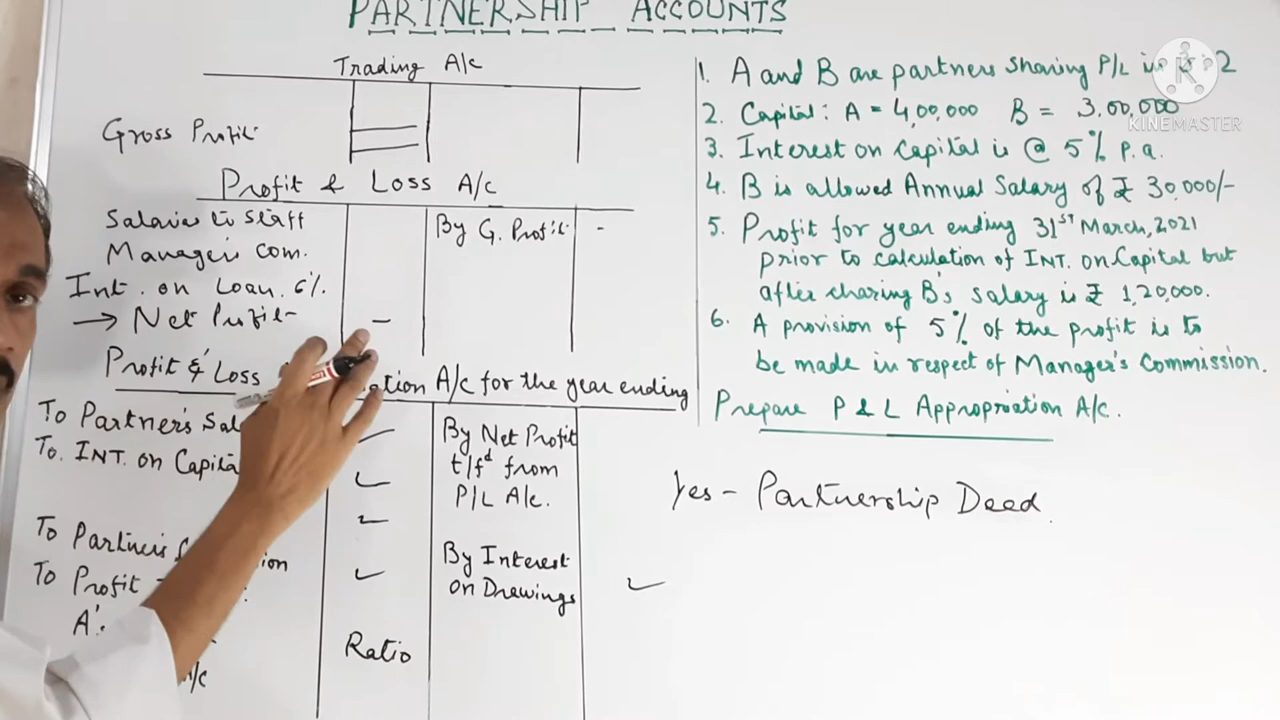 PARTNERSHIP ACCOUNTS
Trading A/c
Gross Profit
Profit & Loss A/c
Salaries to Staff
Manager's Com.
Int. on Loan 6%
→ Net Profit -
By G. Profit -
Profit & Loss ation A/c for the year ending
To Partner's Sal
To. INT. on Capita
To Partner's ion
To Profit
A's
A/c
Ratio
By Net Profit
t/fd from
P/L A/c.
By Interest
on Drawings
1. A and B are partners sharing P/L in 2
2. Capital: A = 4,00,000 B = 3,00,000
3. Interest on Capital is @ 5% p.a.
4. B is allowed Annual Salary of ₹ 30,000/-
5. Profit for year ending 31ST March, 2021
prior to calculation of INT. on Capital but
after charing B's salary is ₹ 1,20,000.
6. A provision of 5% of the profit is to
be made in respect of Manager's Commission.
Prepare P & L Appropriation A/c.
Yes - Partnership Deed.
K
KINEMASTER